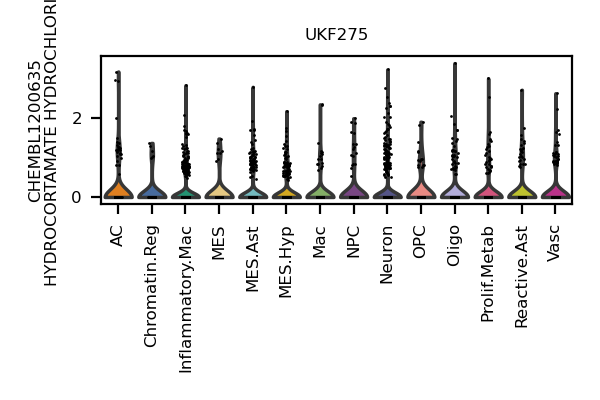 UKF275
CHEMBL1200635
HYDROCORTAMATE HYDROCHLORI
2
0
AC
Chromatin.Reg
Inflammatory.Mac
MES
MES.Ast
MES.Hyp
Mac
NPC
Neuron
OPC
Oligo
Prolif.Metab
Reactive.Ast
Vasc